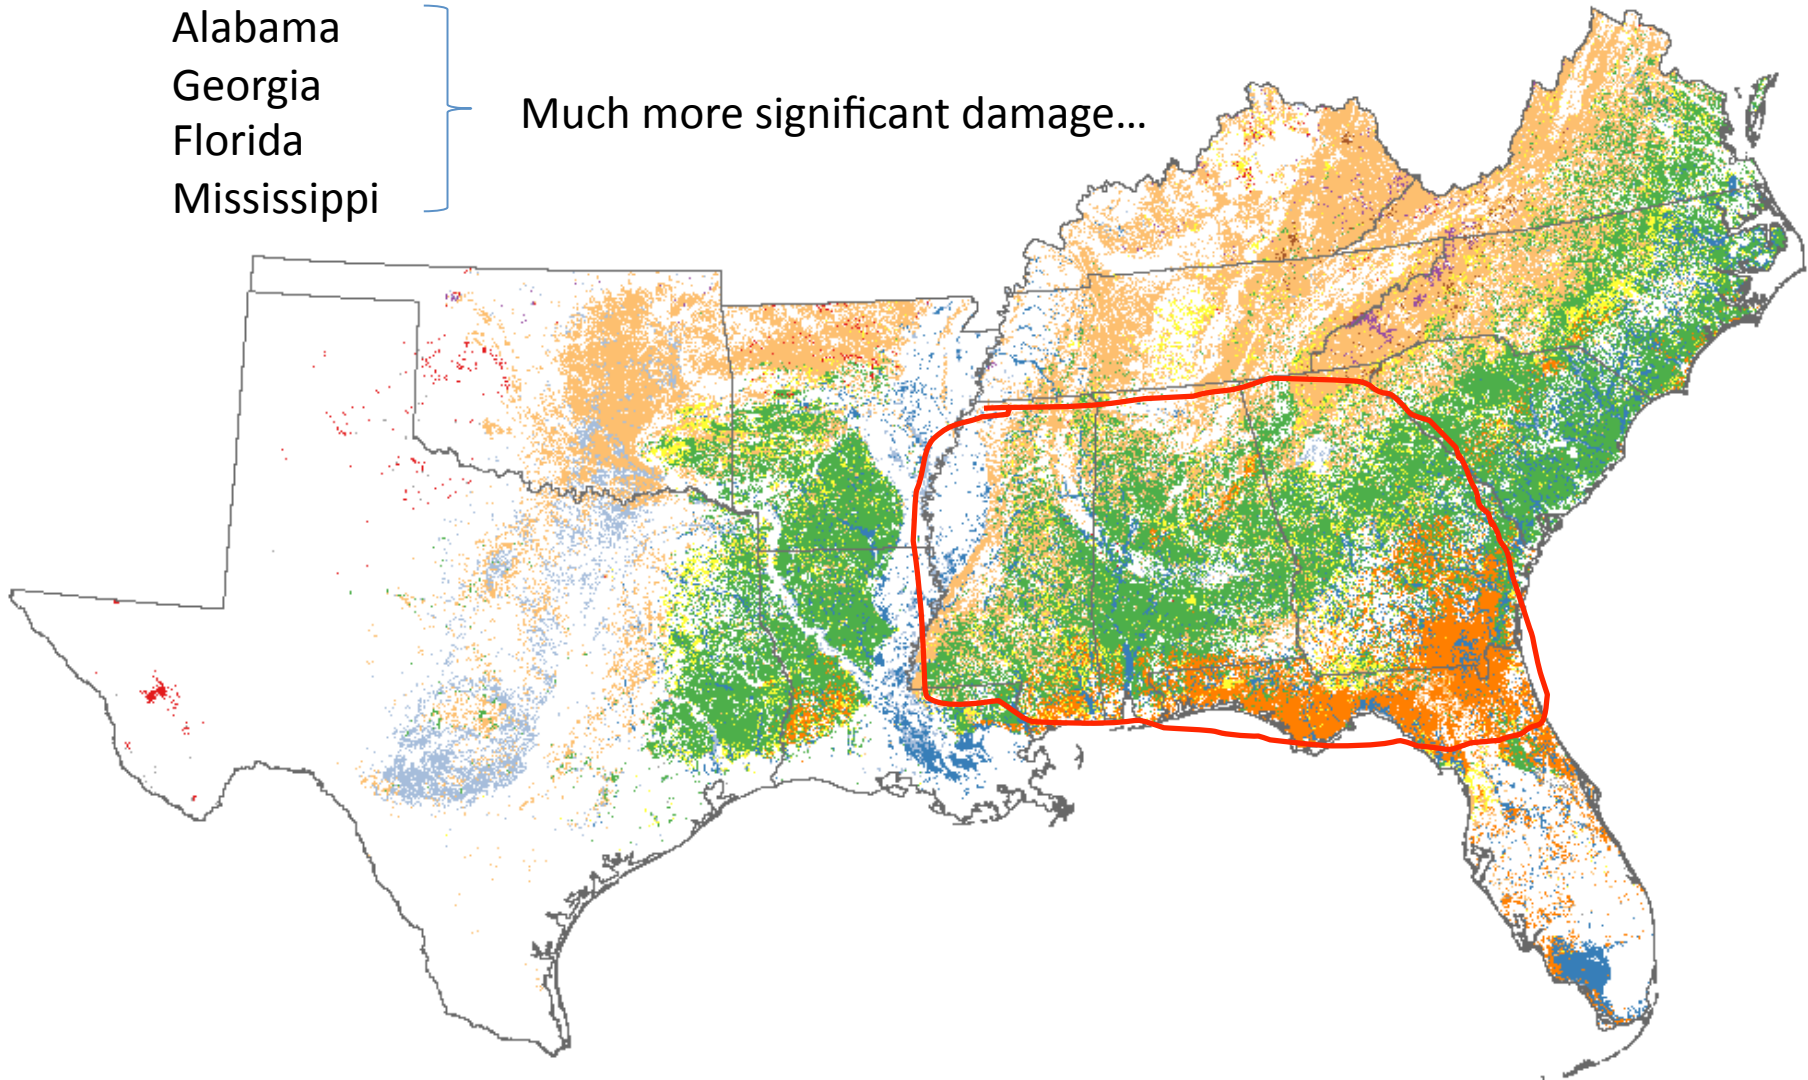 Alabama
Georgia
Florida
Mississippi
Much more significant damage…